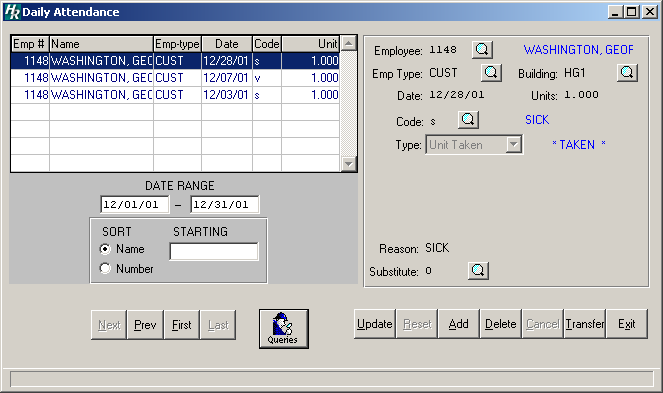 HR Daily Attendance
Emp # Name Emp-type Date Code Unit
1148 WASHINGTON, GEO CUST 12/28/01 s 1.000
1148 WASHINGTON, GEO CUST 12/07/01 v 1.000
1148 WASHINGTON, GEO CUST 12/03/01 s 1.000
DATE RANGE
12/01/01 – 12/31/01
SORT STARTING
Name
Number
Employee: 1148 WASHINGTON, GEOF
Emp Type: CUST Building: HG1
Date: 12/28/01 Units: 1.000
Code: s SICK
Type: Unit Taken * TAKEN *
Reason: SICK
Substitute: 0
Next Prev First Last Queries Update Reset Add Delete Cancel Transfer Exit